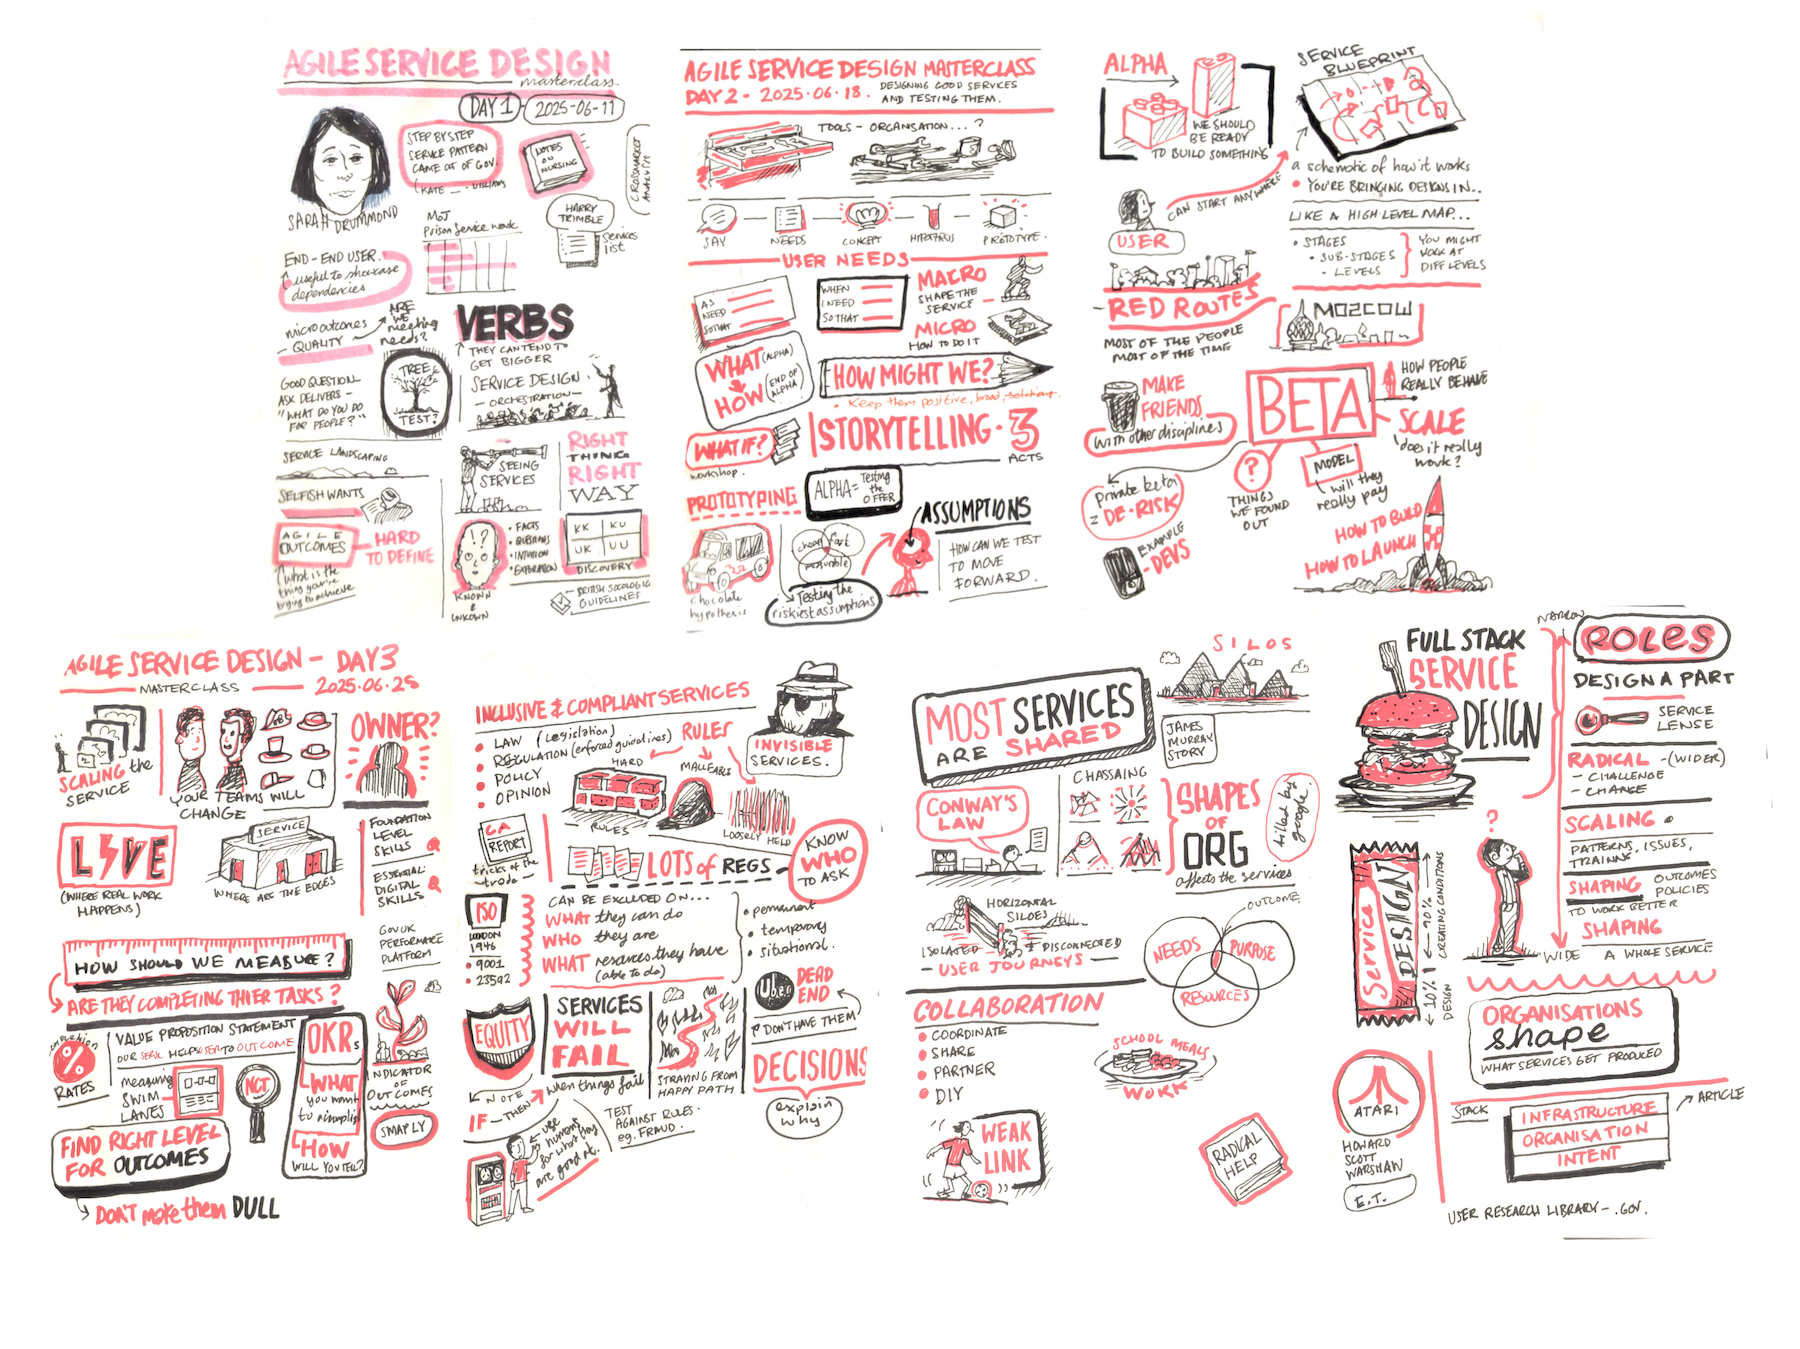 AGILE SERVICE DESIGN
masterclass.
DAY 1 - 2025-06-11
SARAH DRUMMOND
STEP BY STEP
SERVICE PATTERN
CAME OUT OF GOV.
(KATE
WILLIAMS
NOTES
ON
NURSING
CROSSMARKET
ANALYSIS
HARRY
TRIMBLE
SERVICES
LIST
MOJ
Prison service work
END-END USER.
useful to showcase
dependencies
micro outcomes
QUALITY
ARE
WE
meeting
needs?
VERBS
THEY CAN TEND TO
GET BIGGER
SERVICE DESIGN
- ORCHESTRATION -
GOOD QUESTION
ASK DELIVERS -
"WHAT DO YOU DO
FOR PEOPLE?"
TREE
TEST?
SERVICE LANDSCAPING
SELFISH WANTS
AGILE
OUTCOMES
HARD
TO DEFINE
What is the
thing you're
trying to achieve
SEEING
SERVICES
RIGHT
THING
RIGHT
WAY
!?
• FACTS
• QUESTIONS
• INTUITION
• EXPLORATION
KNOWN
&
UNKOWN
KK KU
UK UU
DISCOVERY
GUIDELINES
AGILE SERVICE DESIGN MASTERCLASS
DAY 2 - 2025.06.18.
DESIGNING GOOD SERVICES
AND TESTING THEM.
TOOLS - ORGANISATION...?
SAY
NEEDS
CONCEPT
HYPOTHESIS
PROTOTYPE.
USER NEEDS
AS
NEED
SO THAT
WHEN
I NEED
SO THAT
MACRO
SHAPE THE
SERVICE
MICRO
HOW TO DO IT
WHAT (ALPHA)
HOW (END OF ALPHA)
HOW MIGHT WE?
• Keep them positive, broad, solution.
WHAT IF?
workshop.
STORYTELLING - 3
ACTS
PROTOTYPING
ALPHA = Testing
THE
OFFER
chocolate
hypothesis
cheap fast
measurable
Testing the
riskiest assumptions
ASSUMPTIONS
HOW CAN WE TEST
TO MOVE
FORWARD.
ALPHA
WE SHOULD
BE READY
TO BUILD SOMETHING
SERVICE
BLUEPRINT
a schematic of how it works
• YOU'RE BRINGING DESIGNS IN..
LIKE A HIGH LEVEL MAP...
• STAGES
• SUB-STAGES
- LEVELS
YOU MIGHT
WORK AT
DIFF LEVELS
CAN START ANYWHERE
USER
RED ROUTES
MOST OF THE PEOPLE
MOST OF THE TIME
MOZCOW
MAKE
FRIENDS
with other disciplines
BETA
HOW PEOPLE
REALLY BEHAVE
SCALE
does it really
work?
private beta
= DE-RISK
EXAMPLE
- DEVS
?
THINGS
WE FOUND
OUT
MODEL
will they
really pay
HOW TO BUILD
HOW TO LAUNCH
AGILE SERVICE DESIGN - DAY 3
MASTERCLASS
2025.06.25
SCALING the
SERVICE
YOUR TEAMS WILL
CHANGE
OWNER?
LIVE
(WHERE REAL WORK
HAPPENS)
SERVICE
WHERE ARE THE EDGES
FOUNDATION
LEVEL
SKILLS
ESSENTIAL
DIGITAL
SKILLS
GOV UK
PERFORMANCE
PLATFORM
HOW SHOULD WE MEASURE?
ARE THEY COMPLETING THIER TASKS?
completion
%
RATES
VALUE PROPOSITION STATEMENT
OUR SERVIC HELPS USER TO OUTCOME
measuring
SWIM
LANES
NCT.
OKRs
WHAT
you want
to accomplish
HOW
WILL YOU TELL?
INDICATOR
OF
OUTCOMES
SMAPLY
FIND RIGHT LEVEL
FOR OUTCOMES
DON'T make them DULL
INCLUSIVE & COMPLIANT SERVICES
• LAW (Legislation)
• REGULATION (enforced guidelines)
• POLICY
• OPINION
RULES
HARD
MALLEABLE
RULES
LOOSELY HELD
INVISIBLE
SERVICES.
CA
REPORT
tricks of the
trade
LOTS of REGS
KNOW
WHO
TO ASK
ISO
LONDON
1946
• 9001
• 23592
CAN BE EXCLUDED ON...
WHAT they can do
WHO they are
WHAT resources they have
(able to do)
• permanent
• temporary
• situational.
EQUITY
SERVICES
WILL
FAIL
when things fail
STRAYING FROM
HAPPY PATH
Uber
DEAD
END
DON'T HAVE THEM
DECISIONS
explain
why
NOTE
IF - THEN
use
humans
for what they
are good at.
TEST
AGAINST RULES.
eg. FRAUD.
MOST SERVICES
ARE SHARED
SILOS
JAMES
MURRAY
STORY
CONWAY'S
LAW
CHASSAING
SHAPES
OF
ORG
affects the services
killed by
google.
HORIZONTAL
SILOES
ISOLATED & DISCONNECTED
- USER JOURNEYS -
OUTCOME
NEEDS
PURPOSE
RESOURCES
COLLABORATION
• COORDINATE
• SHARE
• PARTNER
• DIY
SCHOOL MEALS
WORK
WEAK
LINK
RADICAL
HELP
FULL STACK
SERVICE
DESIGN
NARROW
ROLES
DESIGN A PART
SERVICE
LENSE
RADICAL - (WIDER)
- CHALLENGE
- CHANGE
SCALING
PATTERNS, ISSUES,
TRAINING
SHAPING OUTCOMES
POLICIES
TO WORK BETTER
SHAPING
WIDE A WHOLE SERVICE
?
Service
DESIGN
10% DESIGN
90% CREATING CONDITIONS
ORGANISATIONS
shape
WHAT SERVICES GET PRODUCED
ATARI
HOWARD
SCOTT
WARSHAW
E.T.
STACK
INFRASTRUCTURE
ORGANISATION
INTENT
ARTICLE
USER RESEARCH LIBRARY - .GOV.